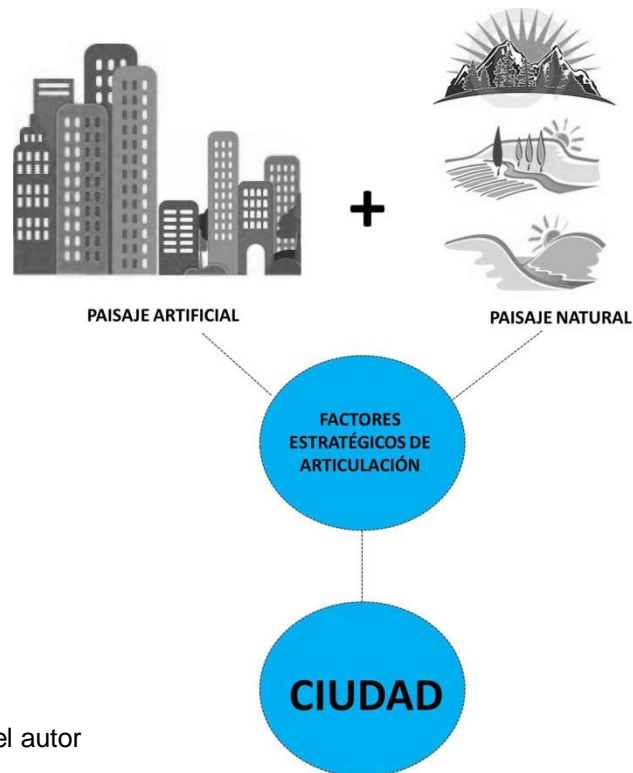 +
PAISAJE ARTIFICIAL
PAISAJE NATURAL
FACTORES
ESTRATÉGICOS DE
ARTICULACIÓN
CIUDAD
el autor